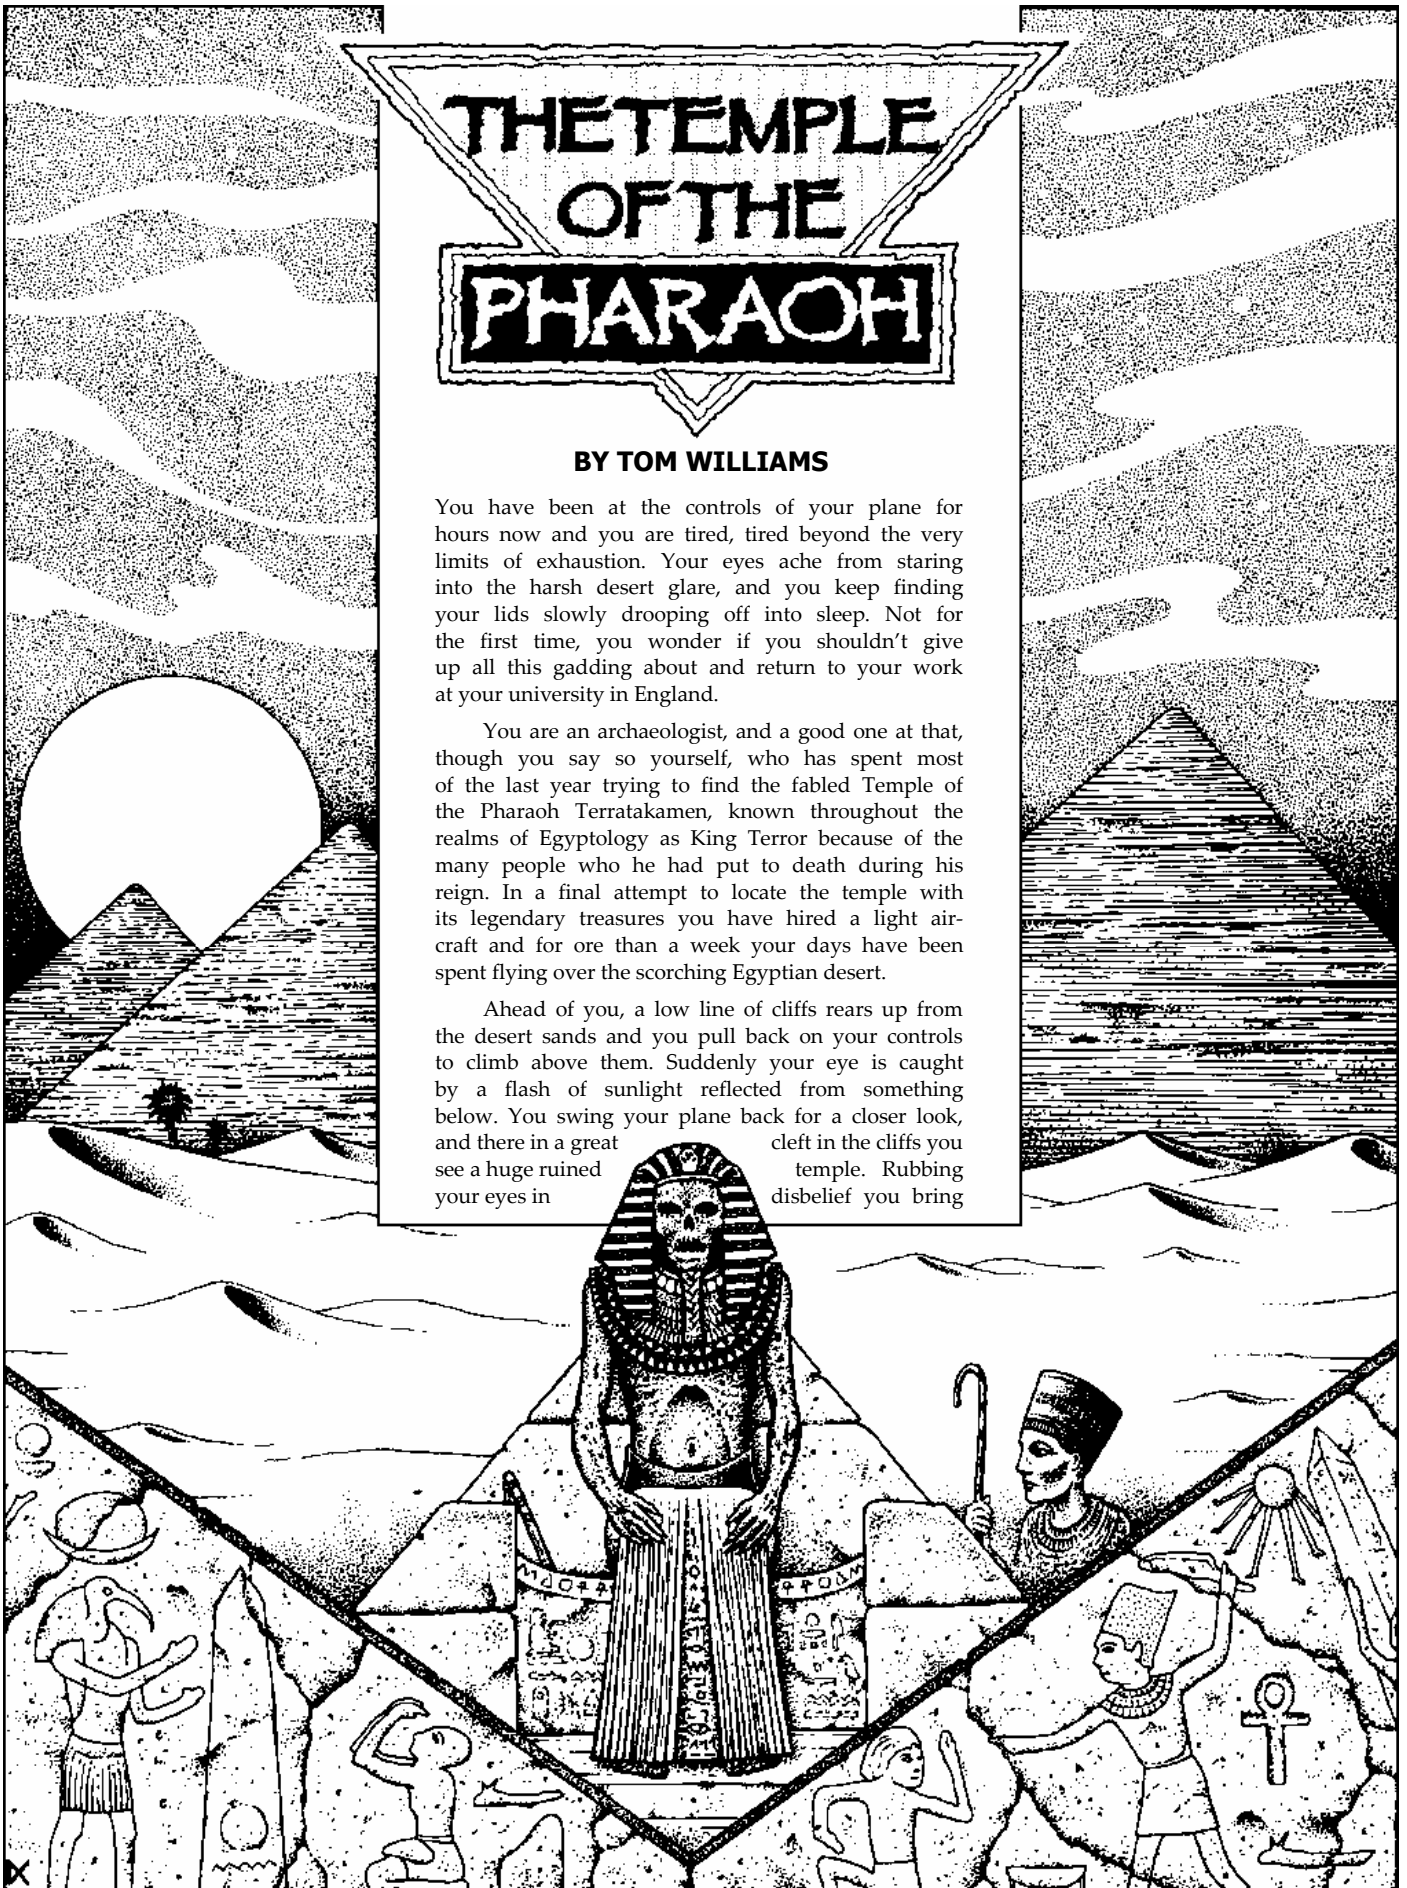 THE TEMPLE
OF THE
PHARAOH
BY TOM WILLIAMS
You have been at the controls of your plane for
hours now and you are tired, tired beyond the very
limits of exhaustion. Your eyes ache from staring
into the harsh desert glare, and you keep finding
your lids slowly drooping off into sleep. Not for
the first time, you wonder if you shouldn't give
up all this gadding about and return to your work
at your university in England.
You are an archaeologist, and a good one at that,
though you say so yourself, who has spent most
of the last year trying to find the fabled Temple of
the Pharaoh Terratakamen, known throughout the
realms of Egyptology as King Terror because of the
many people who he had put to death during his
reign. In a final attempt to locate the temple with
its legendary treasures you have hired a light air-
craft and for ore than a week your days have been
spent flying over the scorching Egyptian desert.
Ahead of you, a low line of cliffs rears up from
the desert sands and you pull back on your controls
to climb above them. Suddenly your eye is caught
by a flash of sunlight reflected from something
below. You swing your plane back for a closer look,
and there in a great cleft in the cliffs you
see a huge ruined temple. Rubbing
your eyes in disbelief you bring